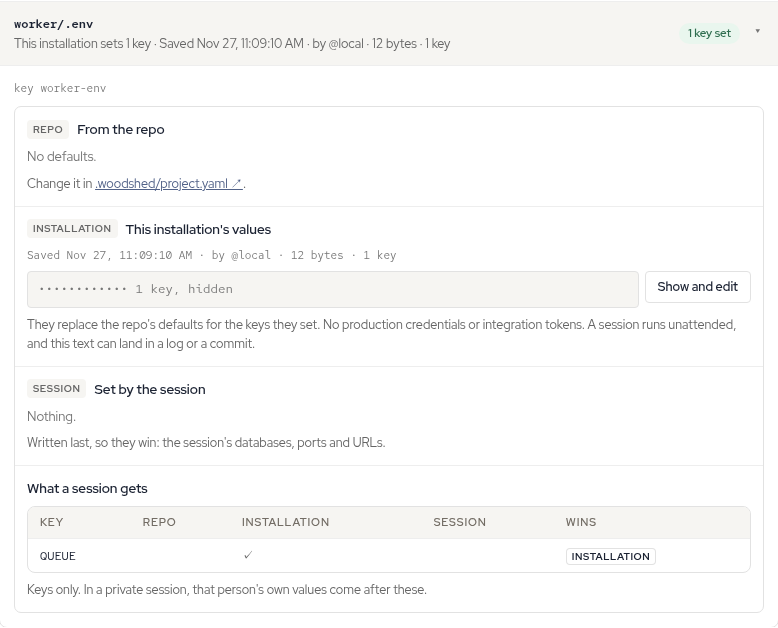 worker/.env
This installation sets 1 key · Saved Nov 27, 11:09:10 AM · by @local · 12 bytes · 1 key
1 key set
key worker-env
REPO From the repo
No defaults.
Change it in .woodshed/project.yaml ↗.
INSTALLATION This installation's values
Saved Nov 27, 11:09:10 AM · by @local · 12 bytes · 1 key
············ 1 key, hidden
Show and edit
They replace the repo's defaults for the keys they set. No production credentials or integration tokens. A session runs unattended,
and this text can land in a log or a commit.
SESSION Set by the session
Nothing.
Written last, so they win: the session's databases, ports and URLs.
What a session gets
KEY REPO INSTALLATION SESSION WINS
QUEUE ✓ INSTALLATION
Keys only. In a private session, that person's own values come after these.